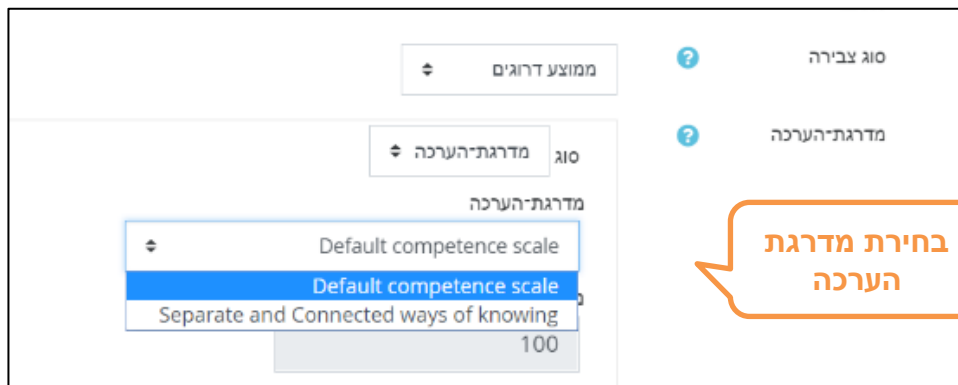 סוג צבירה
ממוצע דרוגים
מדרגת־הערכה
סוג מדרגת־הערכה
מדרגת־הערכה
Default competence scale
Default competence scale
Separate and Connected ways of knowing
100
בחירת מדרגת
הערכה